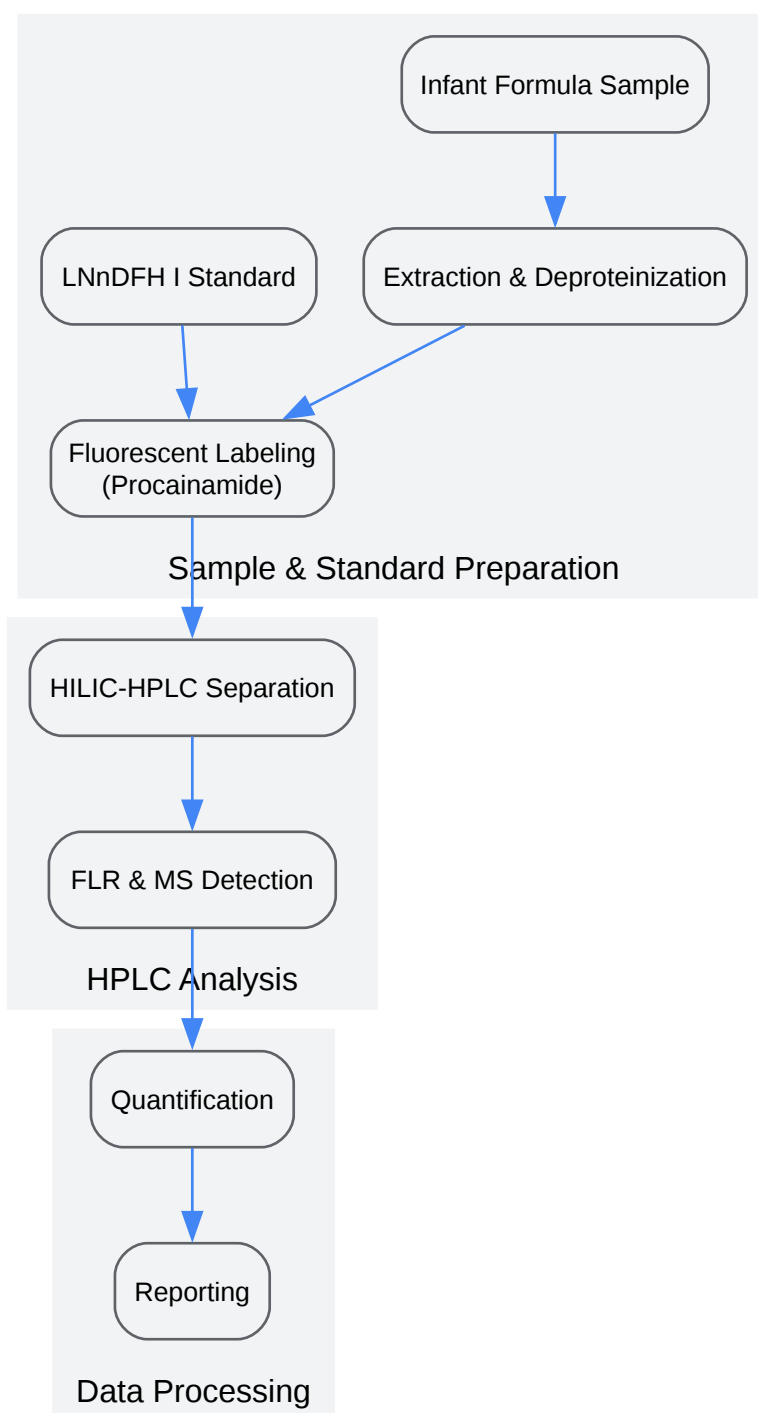 Infant Formula Sample
LNnDFH I Standard
Extraction & Deproteinization
Fluorescent Labeling
(Procainamide)
Sample & Standard Preparation
HILIC-HPLC Separation
FLR & MS Detection
HPLC Analysis
Quantification
Reporting
Data Processing